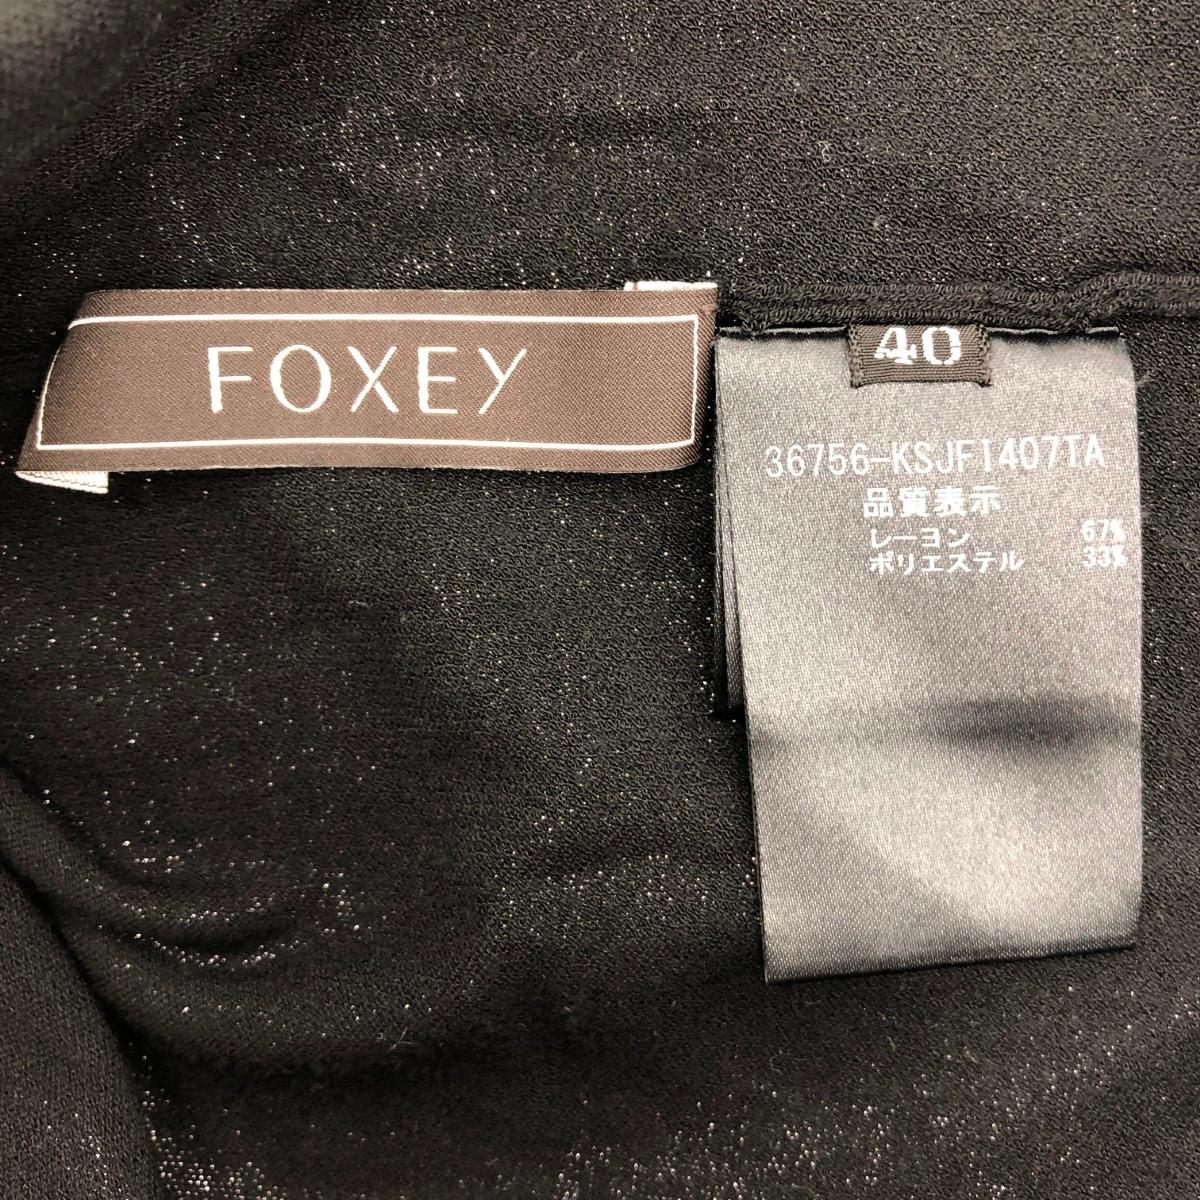 FOXEY
40
36756-KSJFI407TA
品質表示
レーヨン 67%
ポリエステル 33%